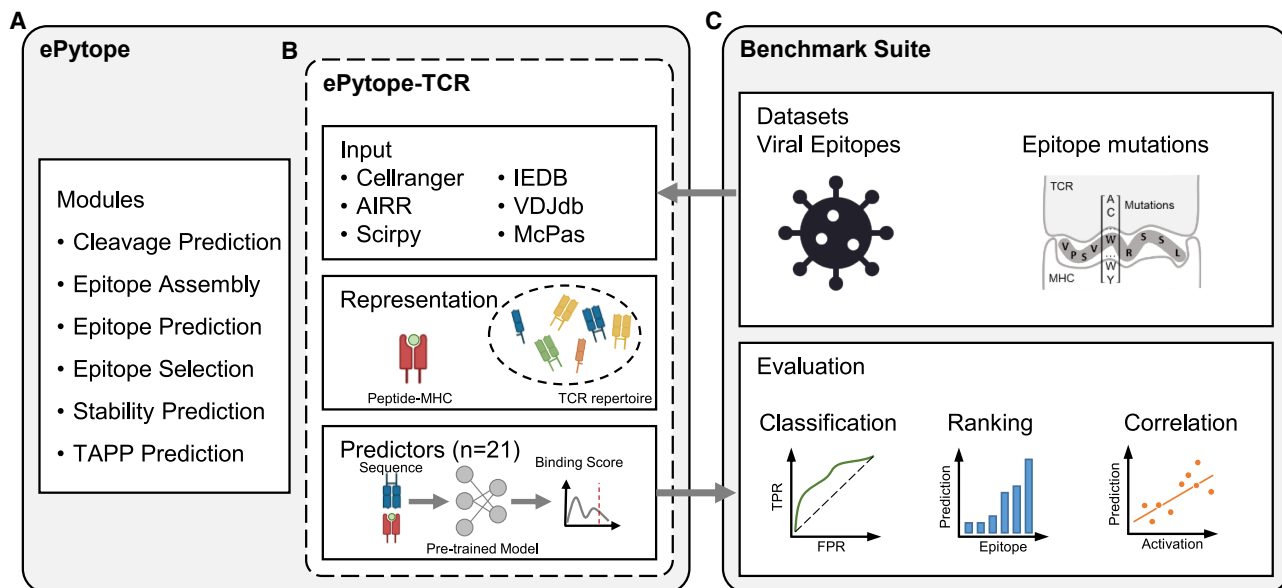 A
ePytope
Modules
• Cleavage Prediction
• Epitope Assembly
• Epitope Prediction
• Epitope Selection
• Stability Prediction
• TAPP Prediction
B
ePytope-TCR
Input
• Cellranger
• AIRR
• Scirpy
• IEDB
• VDJdb
• McPas
Representation
Peptide-MHC
TCR repertoire
Predictors (n=21)
Sequence
Binding Score
Pre-trained Model
C
Benchmark Suite
Datasets
Viral Epitopes
Epitope mutations
TCR
A
C
Mutations
...
V P S V W R S S L
...
W
Y
MHC
Evaluation
Classification
TPR
FPR
Ranking
Prediction
Epitope
Correlation
Prediction
Activation